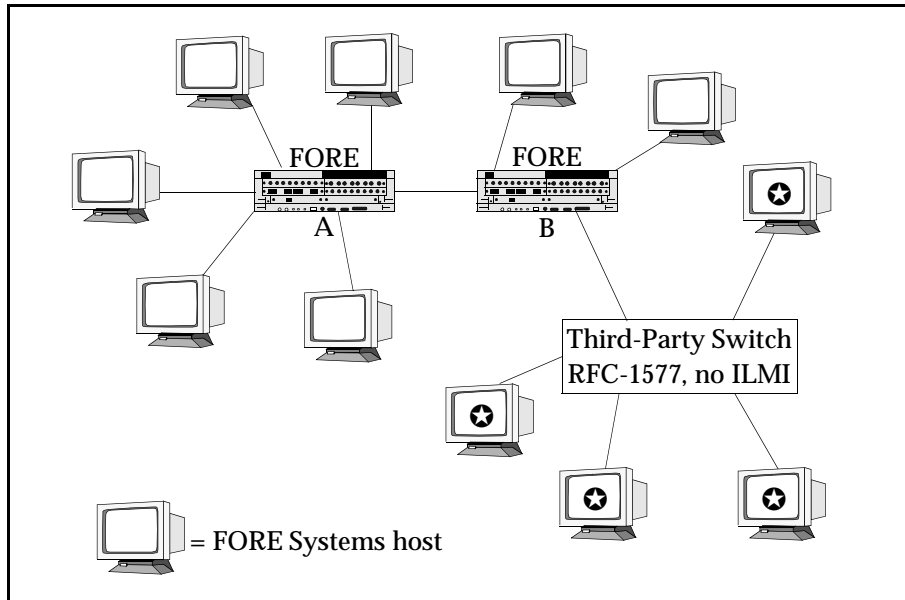 FORE
FORE
A
B
Third-Party Switch
RFC-1577, no ILMI
= FORE Systems host